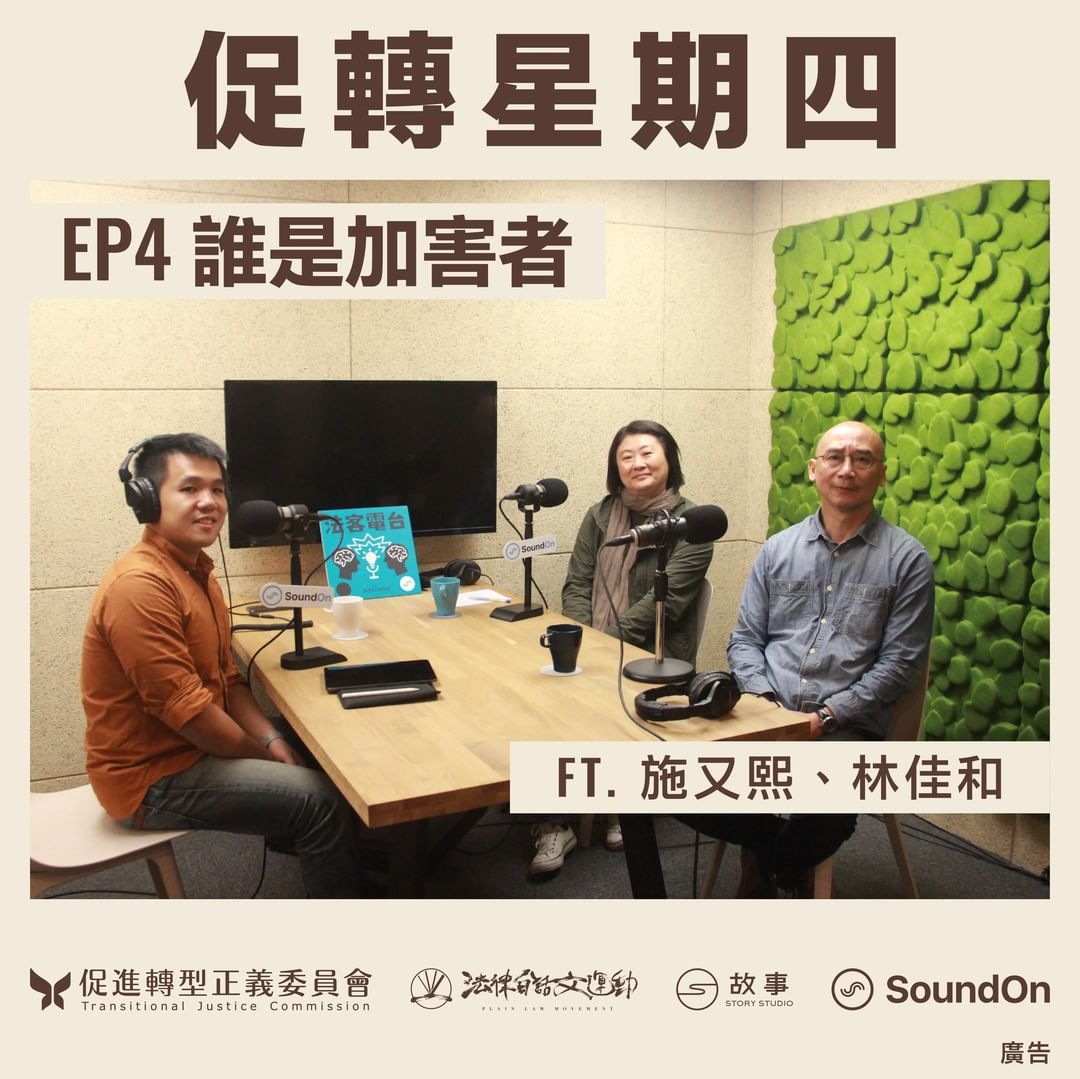 促轉星期四
EP4 誰是加害者
法客電台
SoundOn
SoundOn
FT. 施又熙、林佳和
促進轉型正義委員會
Transitional Justice Commission
法律白話文運動
PLAIN LAW MOVEMENT
故事
STORY STUDIO
SoundOn
廣告